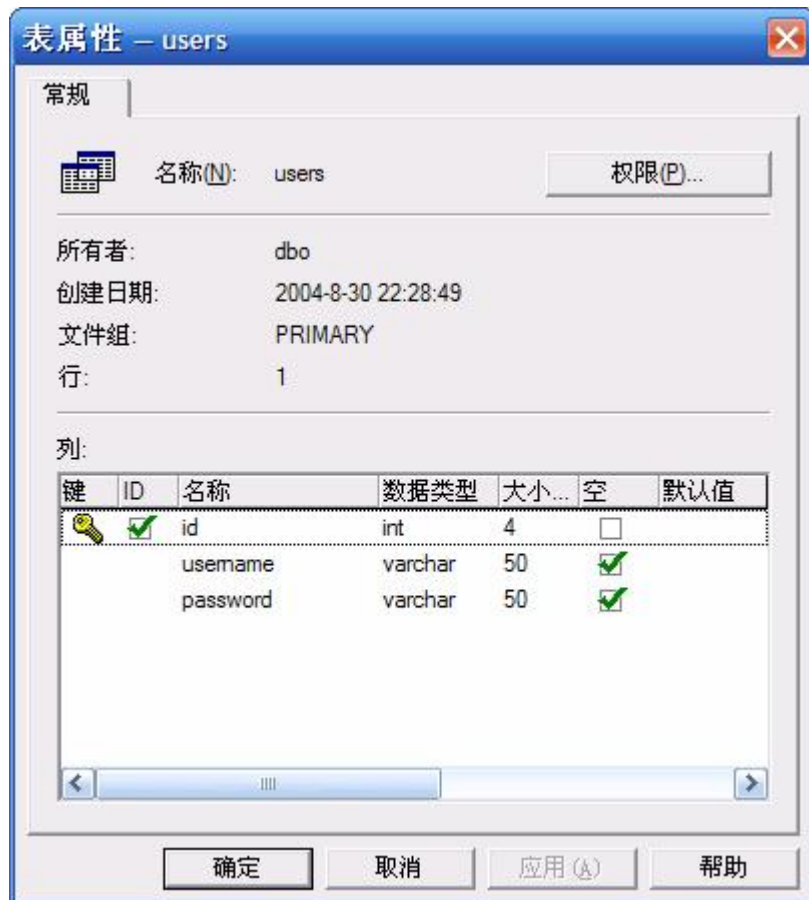 表属性 – users
常规
名称(N): users 权限(P)...
所有者: dbo
创建日期: 2004-8-30 22:28:49
文件组: PRIMARY
行: 1
列:
键 ID 名称 数据类型 大小... 空 默认值
id int 4
username varchar 50
password varchar 50
确定 取消 应用(A) 帮助